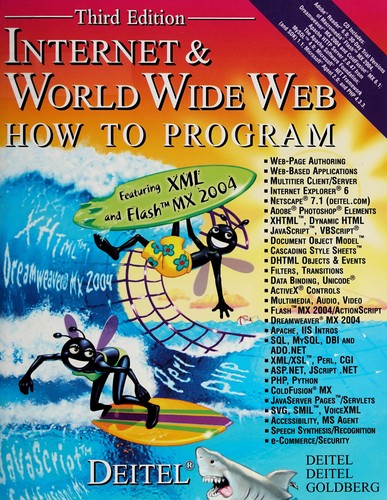 Third Edition
INTERNET &
WORLD WIDE WEB
HOW TO PROGRAM
CD Includes:
Featuring XML
and Flash™ MX 2004
XHTML
Dreamweaver® MX 2004
Perl
PHP
JavaScript™
WEB-PAGE AUTHORING
WEB-BASED APPLICATIONS
MULTITIER CLIENT/SERVER
INTERNET EXPLORER® 6
NETSCAPE® 7.1 (DEITEL.COM)
ADOBE® PHOTOSHOP® ELEMENTS
XHTML™, DYNAMIC HTML
JAVASCRIPT™, VBSCRIPT®
DOCUMENT OBJECT MODEL™
CASCADING STYLE SHEETS™
DHTML OBJECTS & EVENTS
FILTERS, TRANSITIONS
DATA BINDING, UNICODE®
ACTIVEX® CONTROLS
MULTIMEDIA, AUDIO, VIDEO
FLASH™ MX 2004/ACTIONSCRIPT
DREAMWEAVER® MX 2004
APACHE, IIS INTROS
SQL, MYSQL, DBI AND
ADO.NET
XML/XSL™, PERL, CGI
ASP.NET, JSCRIPT .NET
PHP, PYTHON
COLDFUSION® MX
JAVASERVER PAGES™/SERVLETS
SVG, SMIL™, VOICEXML
ACCESSIBILITY, MS AGENT
SPEECH SYNTHESIS/RECOGNITION
E-COMMERCE/SECURITY
DEITEL®
DEITEL
DEITEL
GOLDBERG